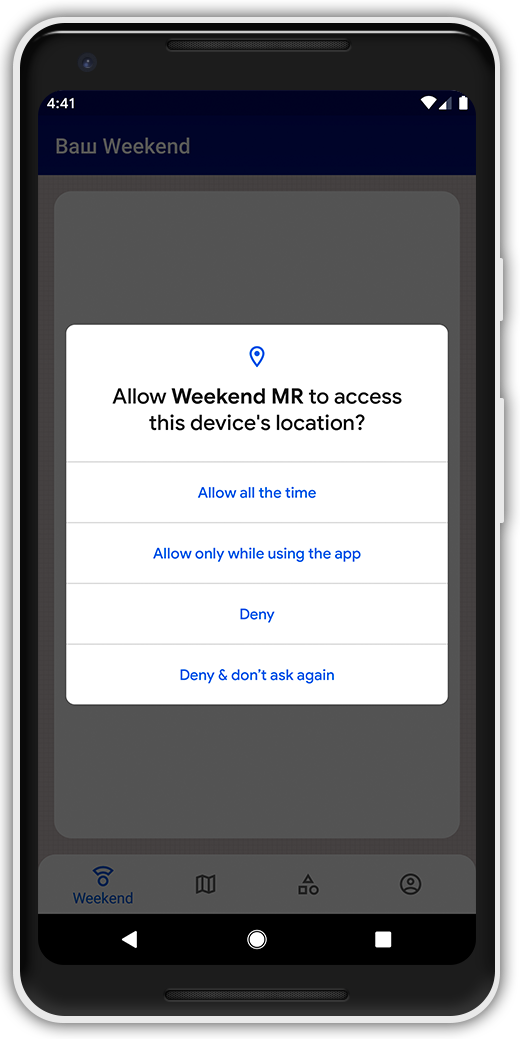 4:41
Ваш Weekend
Allow Weekend MR to access
this device's location?
Allow all the time
Allow only while using the app
Deny
Deny & don't ask again
Weekend